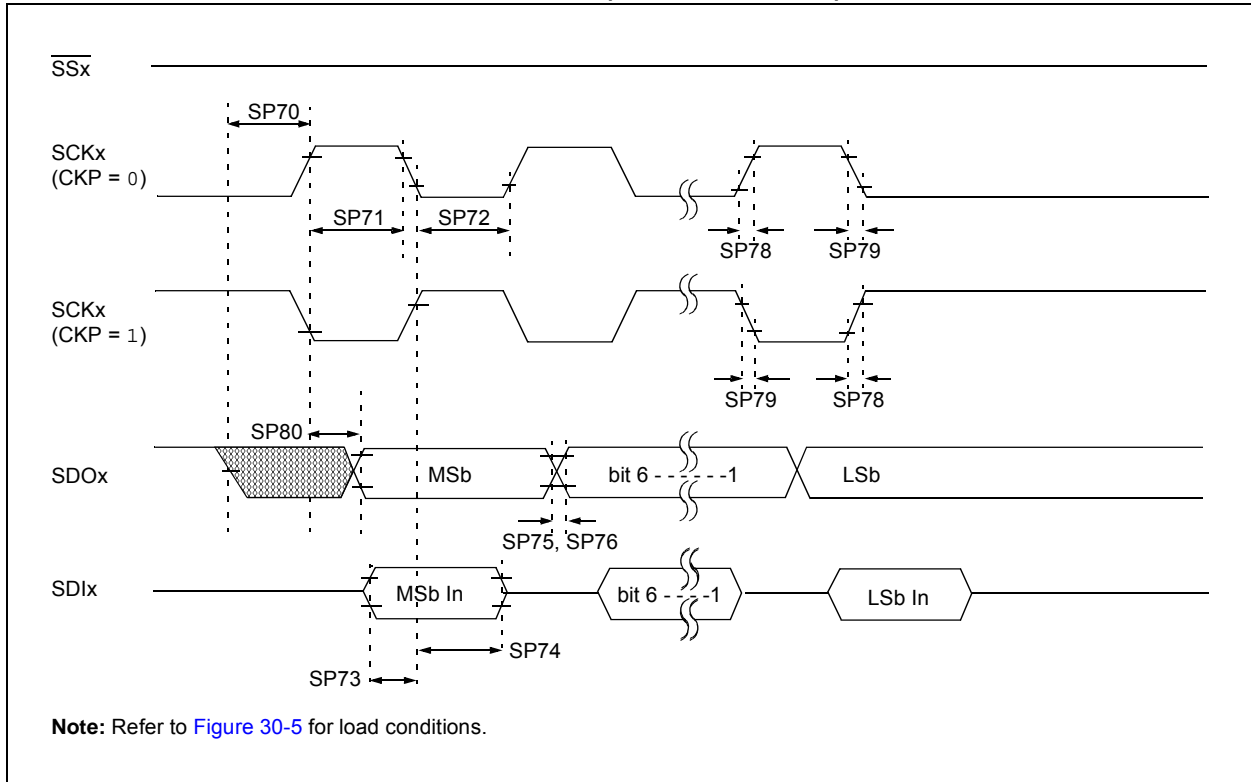 SSx
SP70
SCKx
(CKP = 0)
SP71
SP72
SP78
SP79
SCKx
(CKP = 1)
SP79
SP78
SP80
SDOx
MSb
bit 6 - - - - - -1
LSb
SP75, SP76
SDIx
MSb In
bit 6 - - - - -1
LSb In
SP74
SP73
Note: Refer to Figure 30-5 for load conditions.